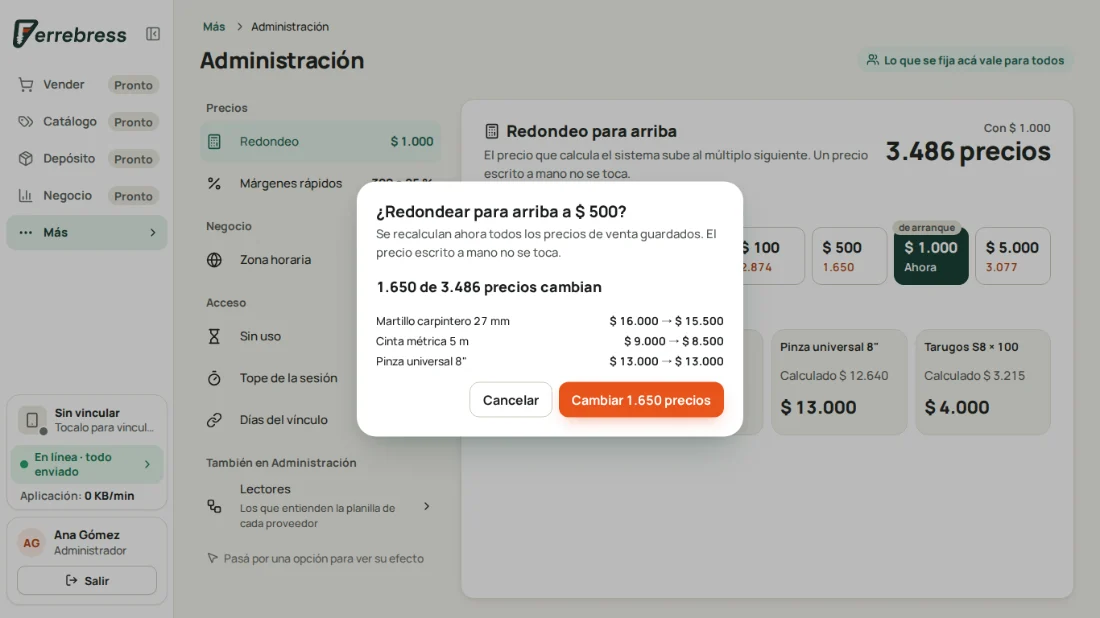 Ferrebress
Vender Pronto
Catálogo Pronto
Depósito Pronto
Negocio Pronto
Más
Sin vincular
Tocalo para vincul...
En línea · todo
enviado
Aplicación: 0 KB/min
AG
Ana Gómez
Administrador
Salir
Más > Administración
Administración
Lo que se fija acá vale para todos
Precios
Redondeo $ 1.000
Márgenes rápidos
Negocio
Zona horaria
Acceso
Sin uso
Tope de la sesión
Días del vínculo
También en Administración
Lectores
Los que entienden la planilla de
cada proveedor
Pasá por una opción para ver su efecto
Redondeo para arriba
El precio que calcula el sistema sube al múltiplo siguiente. Un precio
escrito a mano no se toca.
Con $ 1.000
3.486 precios
$ 100
2.874
$ 500
1.650
de arranque
$ 1.000
Ahora
$ 5.000
3.077
Pinza universal 8"
Calculado $ 12.640
$ 13.000
Tarugos S8 × 100
Calculado $ 3.215
$ 4.000
¿Redondear para arriba a $ 500?
Se recalculan ahora todos los precios de venta guardados. El
precio escrito a mano no se toca.
1.650 de 3.486 precios cambian
Martillo carpintero 27 mm $ 16.000 → $ 15.500
Cinta métrica 5 m $ 9.000 → $ 8.500
Pinza universal 8" $ 13.000 → $ 13.000
Cancelar
Cambiar 1.650 precios